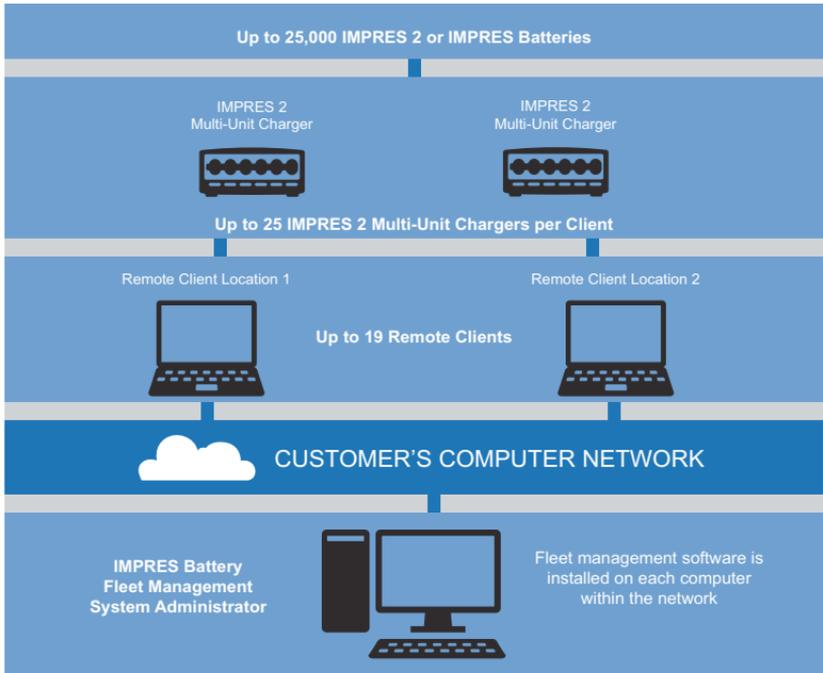 Up to 25,000 IMPRES 2 or IMPRES Batteries
IMPRES 2
Multi-Unit Charger
IMPRES 2
Multi-Unit Charger
Up to 25 IMPRES 2 Multi-Unit Chargers per Client
Remote Client Location 1
Remote Client Location 2
Up to 19 Remote Clients
CUSTOMER'S COMPUTER NETWORK
IMPRES Battery
Fleet Management
System Administrator
Fleet management software is
installed on each computer
within the network